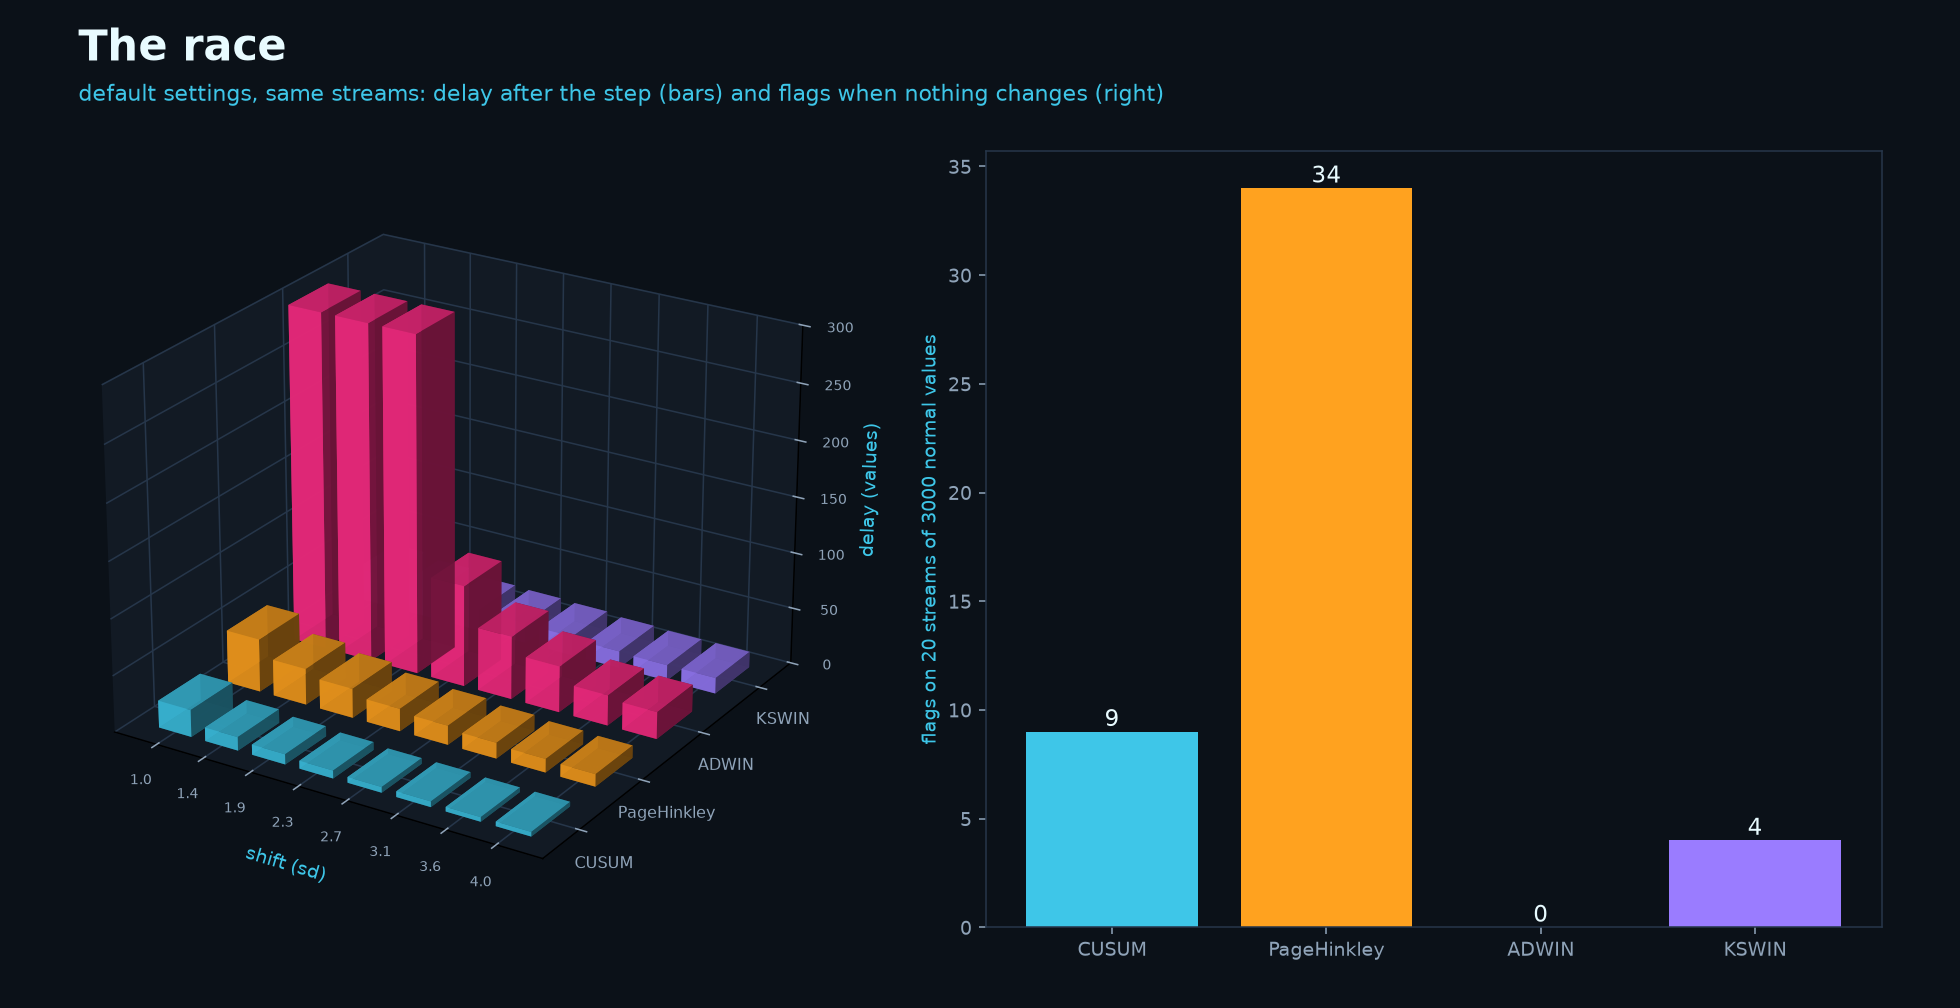 The race
default settings, same streams: delay after the step (bars) and flags when nothing changes (right)
300
250
200
150
100
50
0
delay (values)
KSWIN
ADWIN
PageHinkley
CUSUM
1.0
1.4
1.9
2.3
2.7
3.1
3.6
4.0
shift (sd)
flags on 20 streams of 3000 normal values
35
30
25
20
15
10
5
0
9
34
0
4
CUSUM
PageHinkley
ADWIN
KSWIN